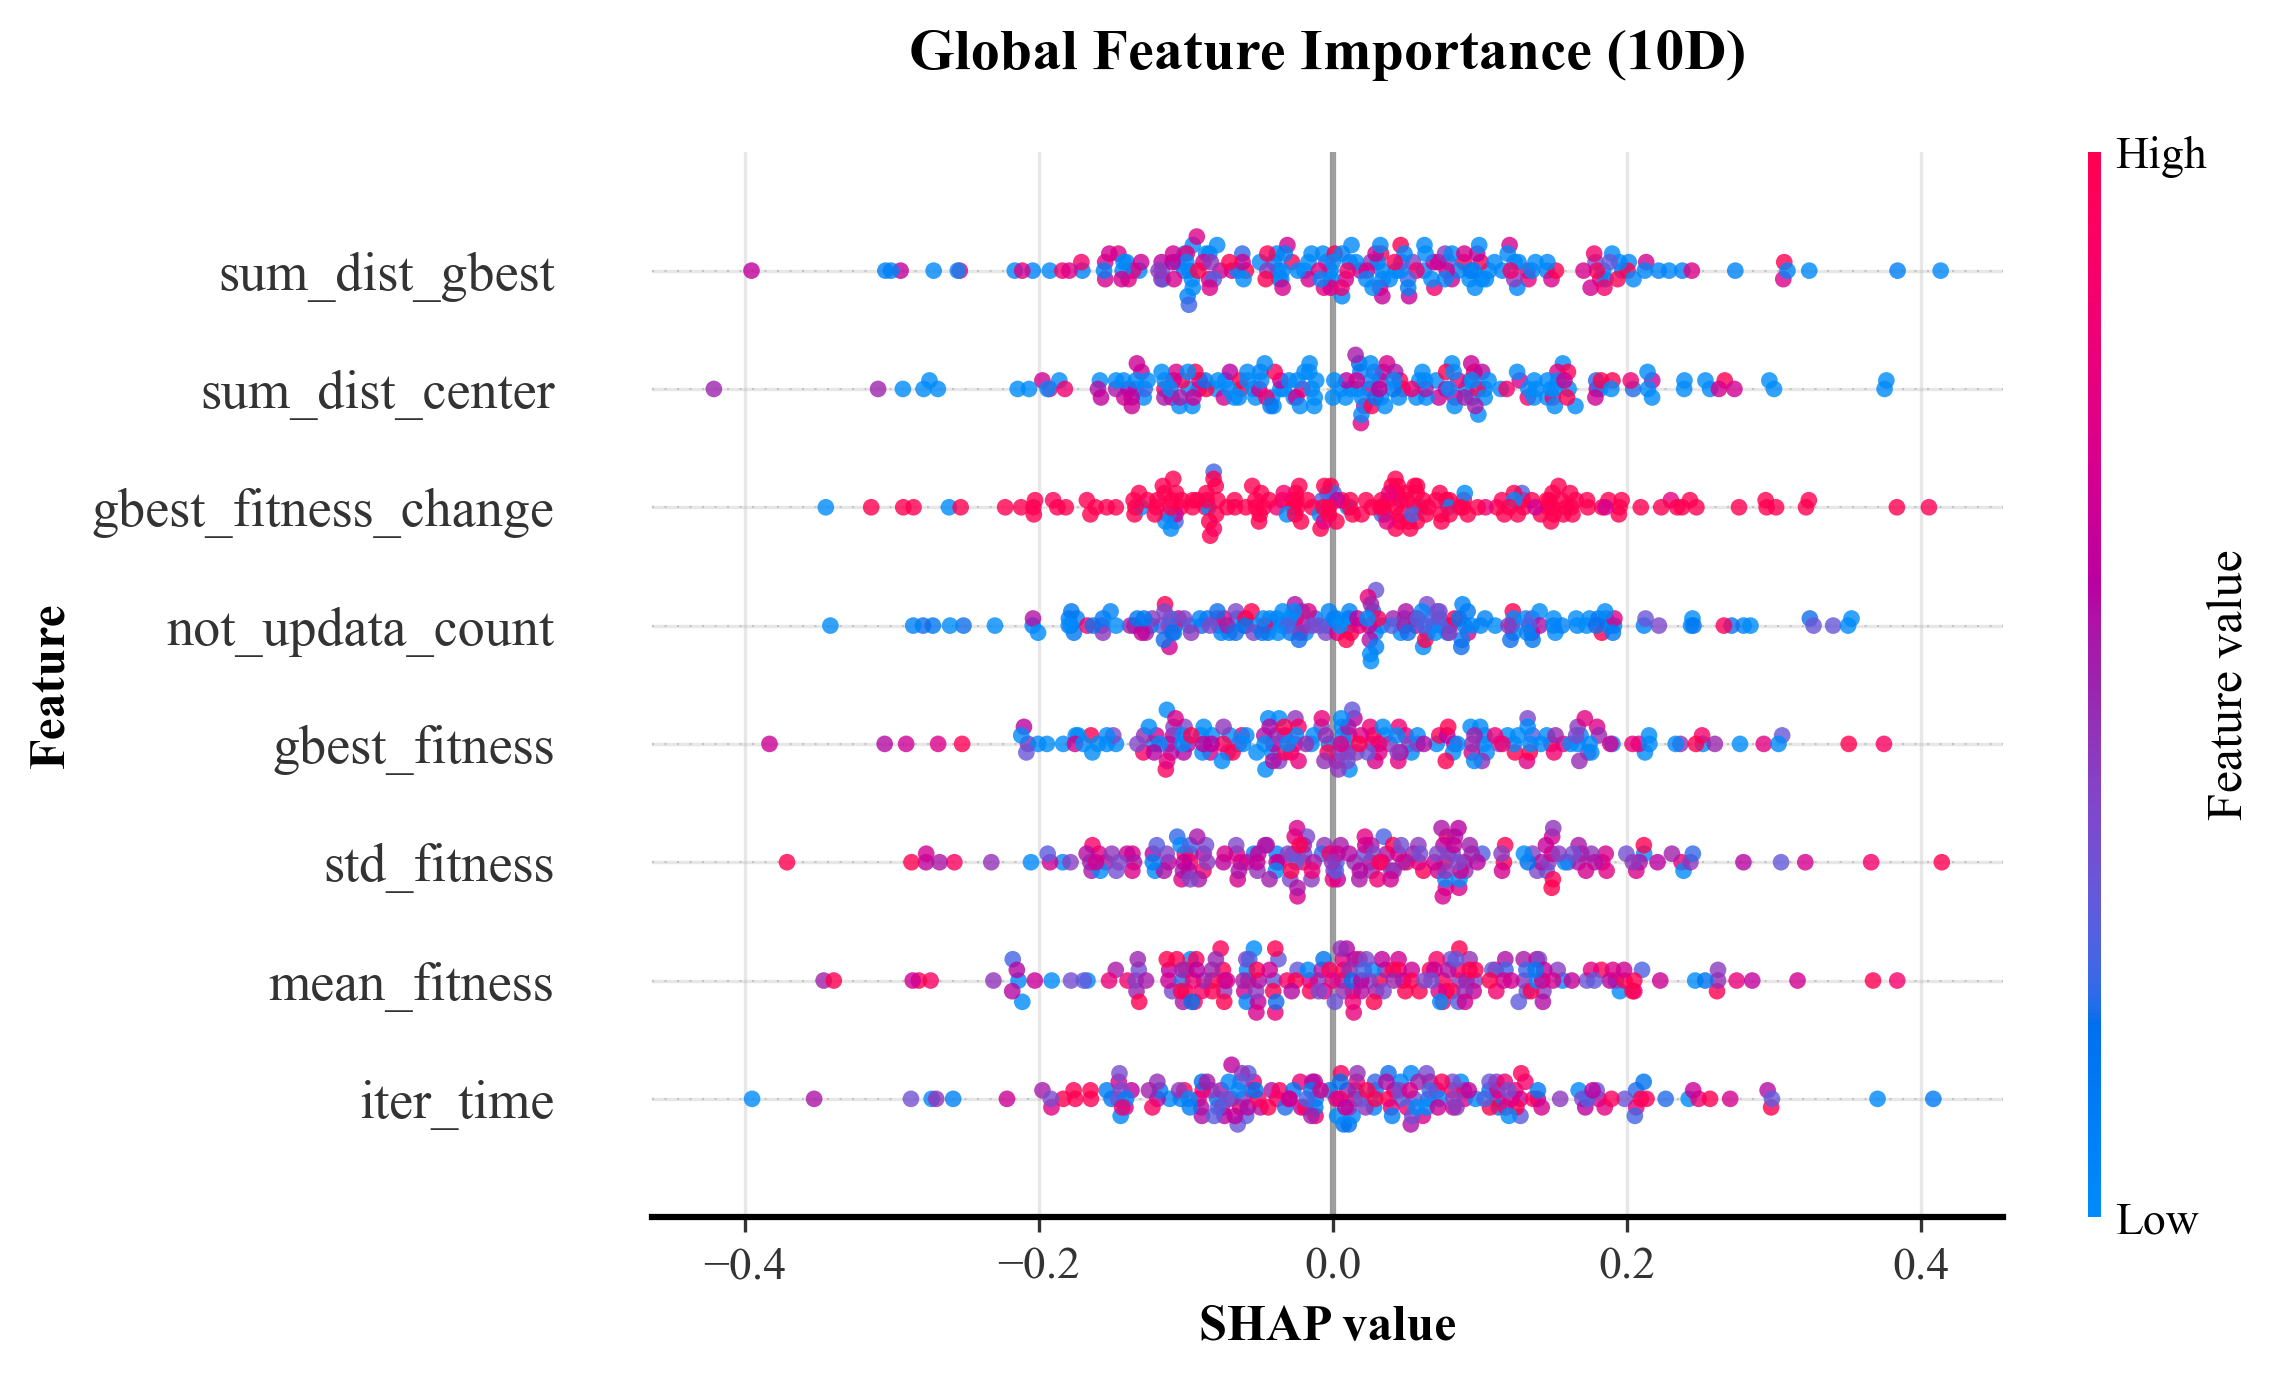 Global Feature Importance (10D)
High
sum_dist_gbest
sum_dist_center
gbest_fitness_change
not_updata_count
gbest_fitness
std_fitness
mean_fitness
iter_time
Feature
Feature value
Low
−0.4
−0.2
0.0
0.2
0.4
SHAP value